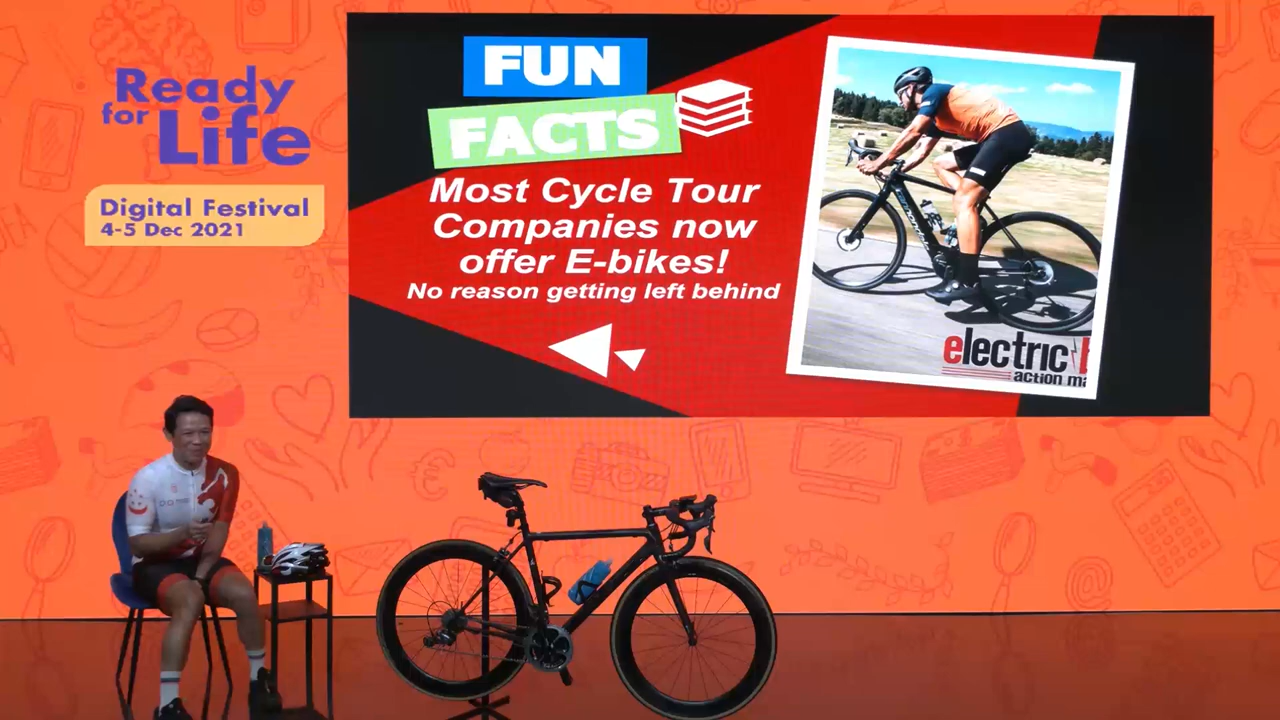 Ready
for
Life
Digital Festival
4-5 Dec 2021
FUN
FACTS
Most Cycle Tour
Companies now
offer E-bikes!
No reason getting left behind
electric
action